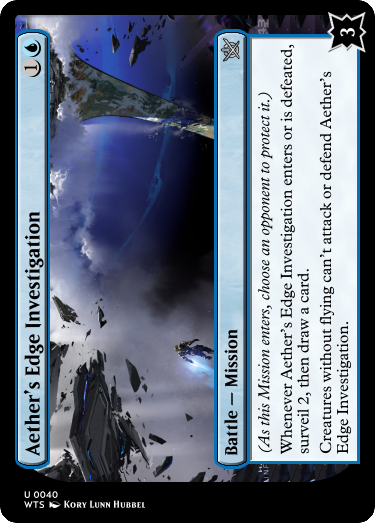 Aether's Edge Investigation
1
Battle — Mission
3
(As this Mission enters, choose an opponent to protect it.)
Whenever Aether's Edge Investigation enters or is defeated,
surveil 2, then draw a card.
Creatures without flying can't attack or defend Aether's
Edge Investigation.
U 0040
WTS Kory Lunn Hubbel